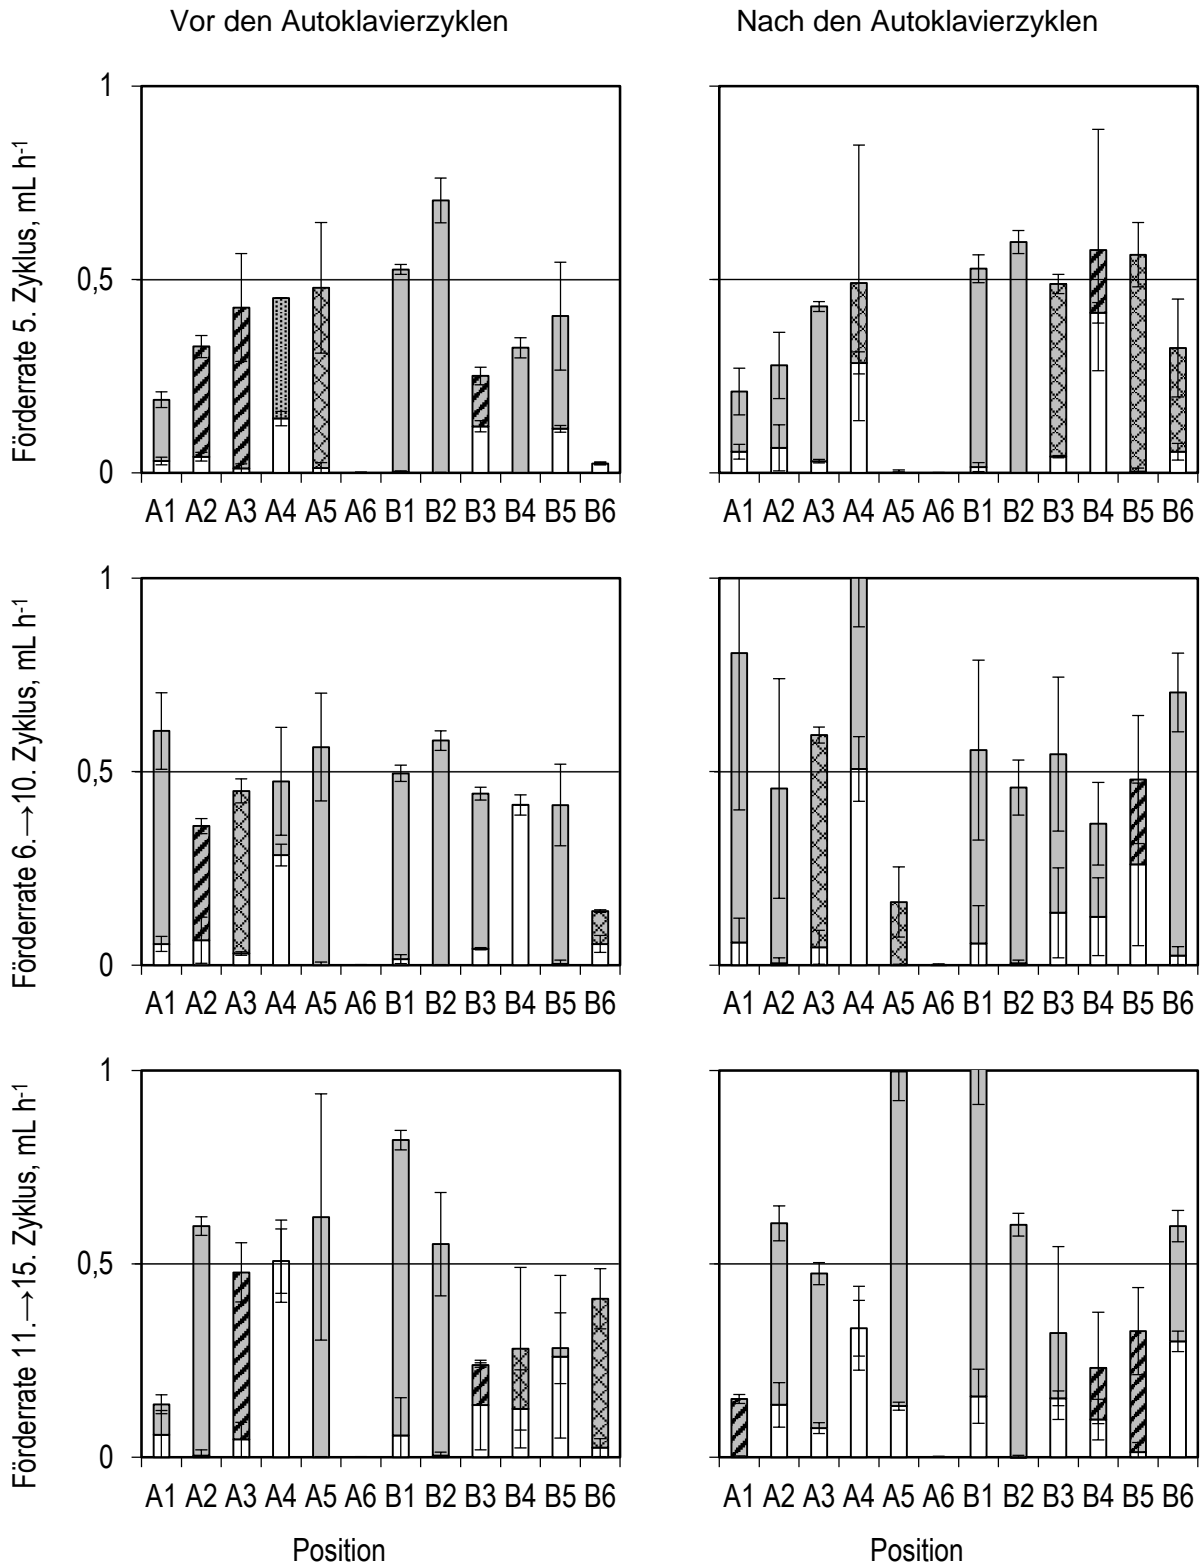 Vor den Autoklavierzyklen
Nach den Autoklavierzyklen
Förderrate 5. Zyklus, mL h-1
1
0,5
0
A1 A2 A3 A4 A5 A6 B1 B2 B3 B4 B5 B6
A1 A2 A3 A4 A5 A6 B1 B2 B3 B4 B5 B6
Förderrate 6.→10. Zyklus, mL h-1
1
0,5
0
A1 A2 A3 A4 A5 A6 B1 B2 B3 B4 B5 B6
A1 A2 A3 A4 A5 A6 B1 B2 B3 B4 B5 B6
Förderrate 11.→15. Zyklus, mL h-1
1
0,5
0
A1 A2 A3 A4 A5 A6 B1 B2 B3 B4 B5 B6
A1 A2 A3 A4 A5 A6 B1 B2 B3 B4 B5 B6
Position
Position